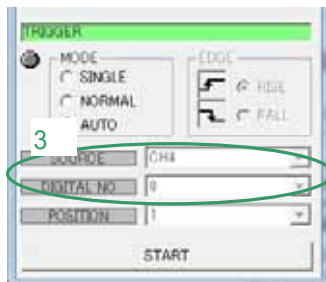 TRIGGER
MODE
EDGE
SINGLE
RISE
NORMAL
FALL
AUTO
3
SOURCE CH4
DIGITAL NO 0
POSITION 1
START